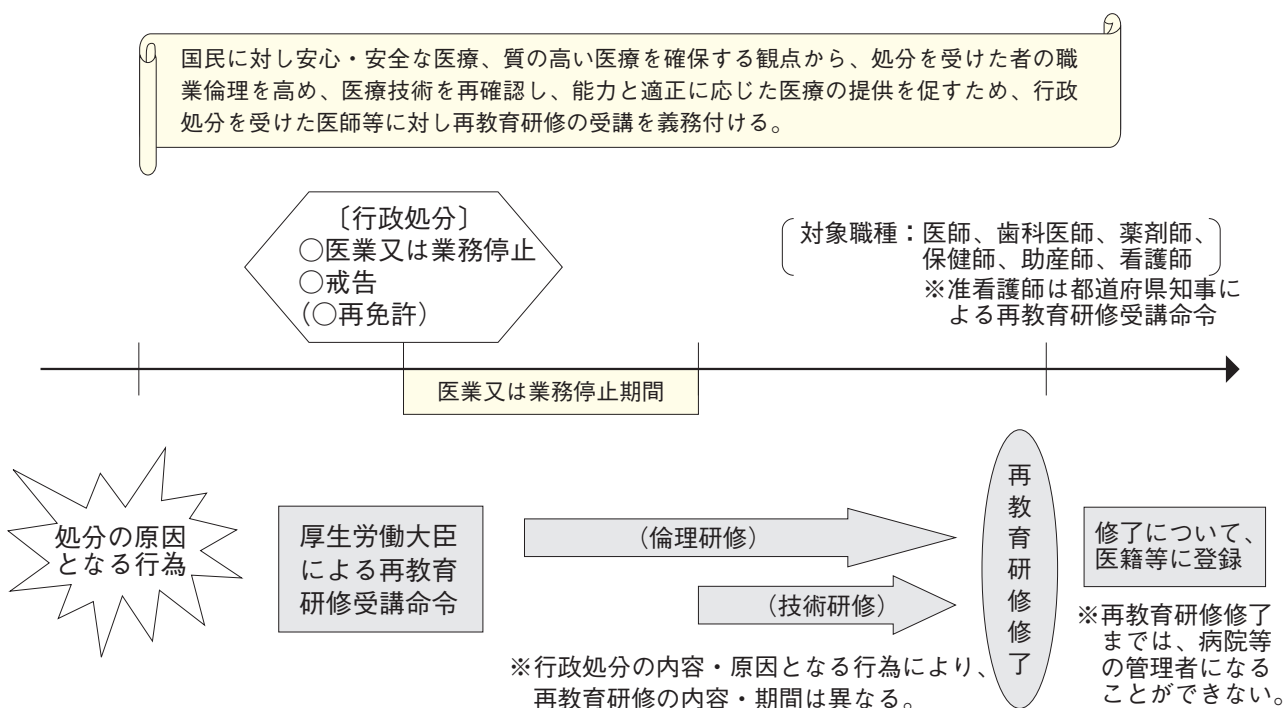 国民に対し安心・安全な医療、質の高い医療を確保する観点から、処分を受けた者の職
業倫理を高め、医療技術を再確認し、能力と適正に応じた医療の提供を促すため、行政
処分を受けた医師等に対し再教育研修の受講を義務付ける。
〔行政処分〕
○医業又は業務停止
○戒告
(○再免許)
対象職種：医師、歯科医師、薬剤師、
保健師、助産師、看護師
※准看護師は都道府県知事に
よる再教育研修受講命令
医業又は業務停止期間
処分の原因
となる行為
厚生労働大臣
による再教育
研修受講命令
(倫理研修)
(技術研修)
再教育研修修了
修了について、
医籍等に登録
※再教育研修修了
までは、病院等
の管理者になる
ことができない。
※行政処分の内容・原因となる行為により、
再教育研修の内容・期間は異なる。